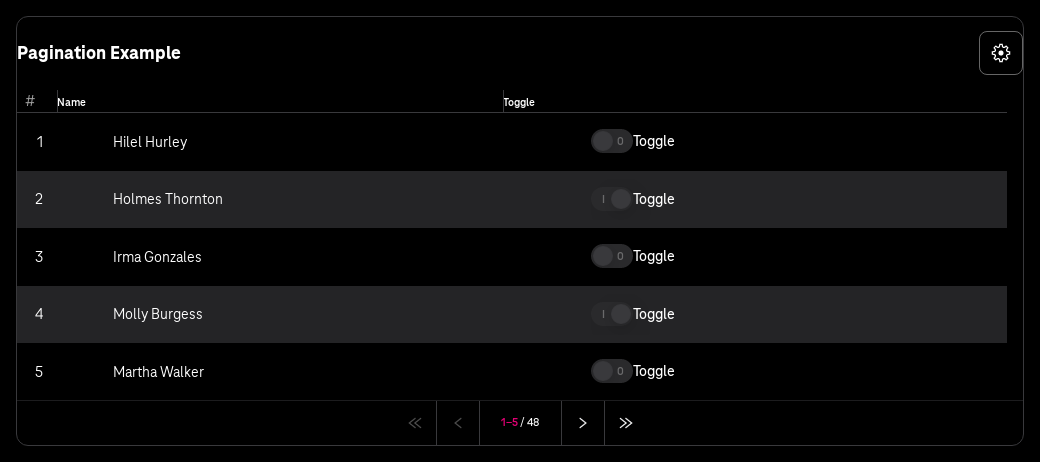 Pagination Example
# Name Toggle
1 Hilel Hurley 0 Toggle
2 Holmes Thornton I Toggle
3 Irma Gonzales 0 Toggle
4 Molly Burgess I Toggle
5 Martha Walker 0 Toggle
1–5 / 48